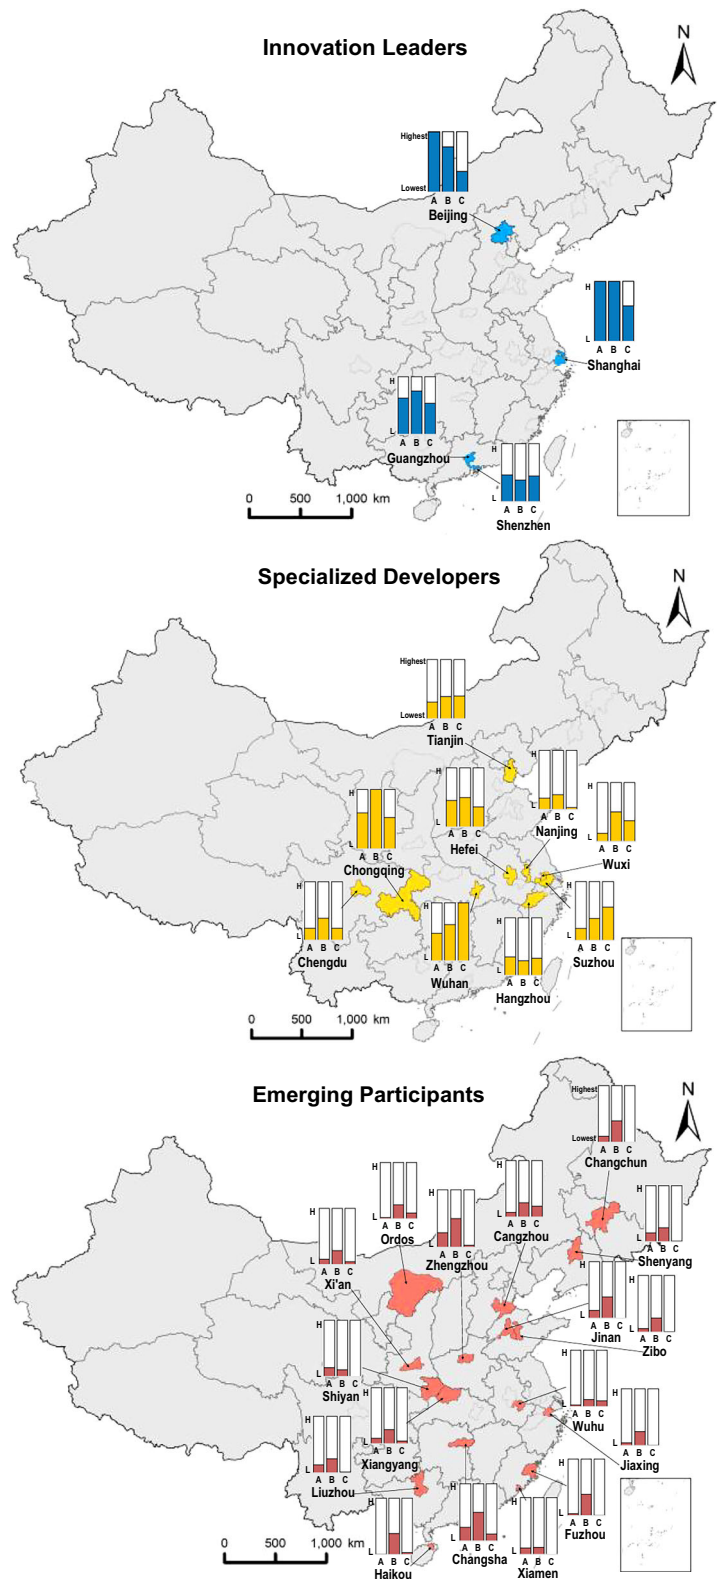 Innovation Leaders
N
Highest
Lowest
A B C
Beijing
H
L
A B C
Shanghai
H
L
A B C
Guangzhou
H
L
A B C
Shenzhen
0 500 1,000 km
Specialized Developers
N
Highest
Lowest
A B C
Tianjin
H
L
A B C
Nanjing
H
L
A B C
Hefei
H
L
A B C
Wuxi
H
L
A B C
Chongqing
H
L
A B C
Chengdu
H
L
A B C
Wuhan
H
L
A B C
Hangzhou
H
L
A B C
Suzhou
0 500 1,000 km
Emerging Participants
N
Highest
Lowest
A B C
Changchun
H
L
A B C
Ordos
H
L
A B C
Cangzhou
H
L
A B C
Zhengzhou
H
L
A B C
Shenyang
H
L
A B C
Xi'an
H
L
A B C
Jinan
H
L
A B C
Zibo
H
L
A B C
Shiyan
H
L
A B C
Wuhu
H
L
A B C
Xiangyang
H
L
A B C
Jiaxing
H
L
A B C
Liuzhou
H
L
A B C
Fuzhou
H
L
A B C
Changsha
H
L
A B C
Haikou
H
L
A B C
Xiamen
0 500 1,000 km